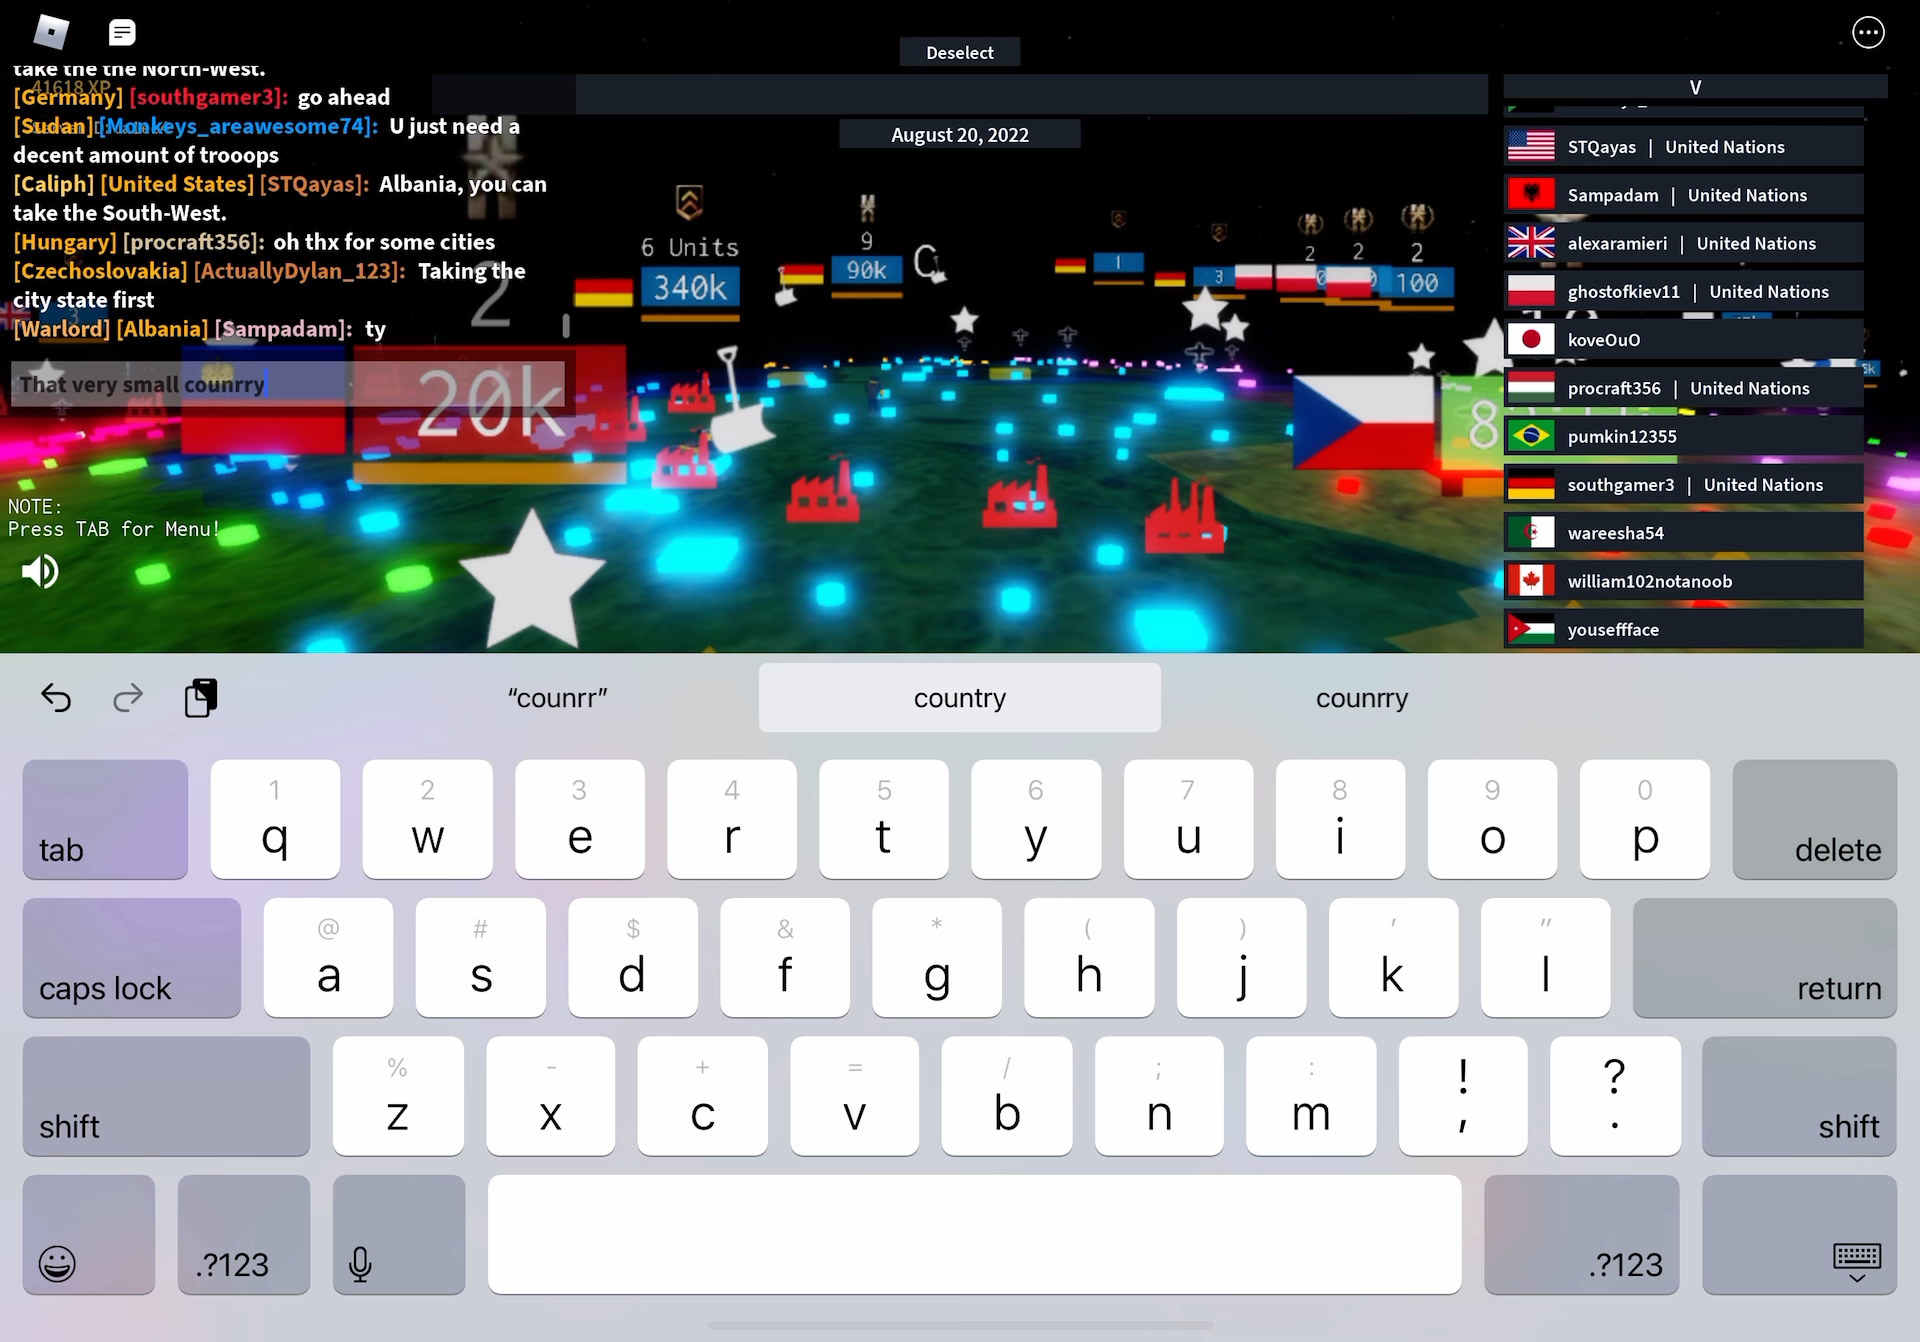 Deselect
V
August 20, 2022
take the the North-West.
41618 XP
[Germany] [southgamer3]: go ahead
[Sudan][Monkeys_areawesome74]: U just need a
decent amount of trooops
[Caliph] [United States] [STQayas]: Albania, you can
take the South-West.
[Hungary] [procraft356]: oh thx for some cities
[Czechoslovakia] [ActuallyDylan_123]: Taking the
city state first
[Warlord] [Albania] [Sampadam]: ty
That very small counrry
NOTE:
Press TAB for Menu!
2
20k
6 Units
340k
9
90k
C
1
3
2
2
2
100
8
STQayas | United Nations
Sampadam | United Nations
alexaramieri | United Nations
ghostofkiev11 | United Nations
koveOuO
procraft356 | United Nations
pumkin12355
southgamer3 | United Nations
wareesha54
william102notanoob
youseffface
“counrr” country counrry
1 2 3 4 5 6 7 8 9 0
tab q w e r t y u i o p delete
@ # $ & * ( ) ' "
caps lock a s d f g h j k l return
% - + = / ; : ! ?
shift z x c v b n m , . shift
.?123 .?123